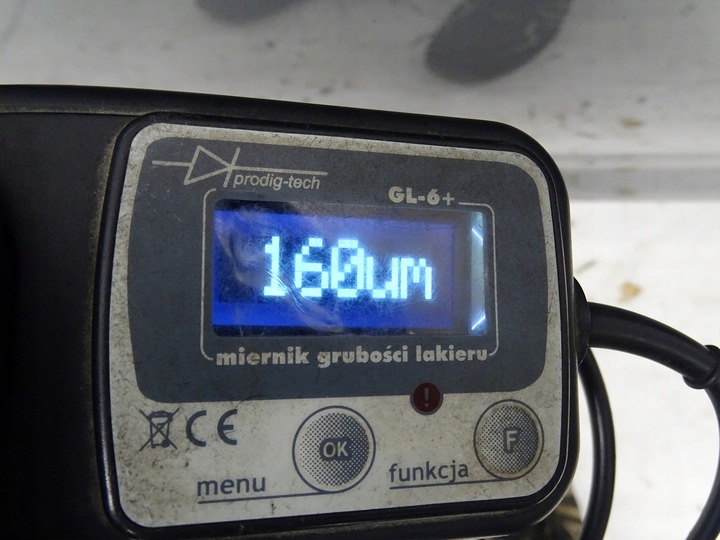 prodig-tech
GL-6+
160um
miernik grubości lakieru
!
CE
OK
F
menu
funkcja